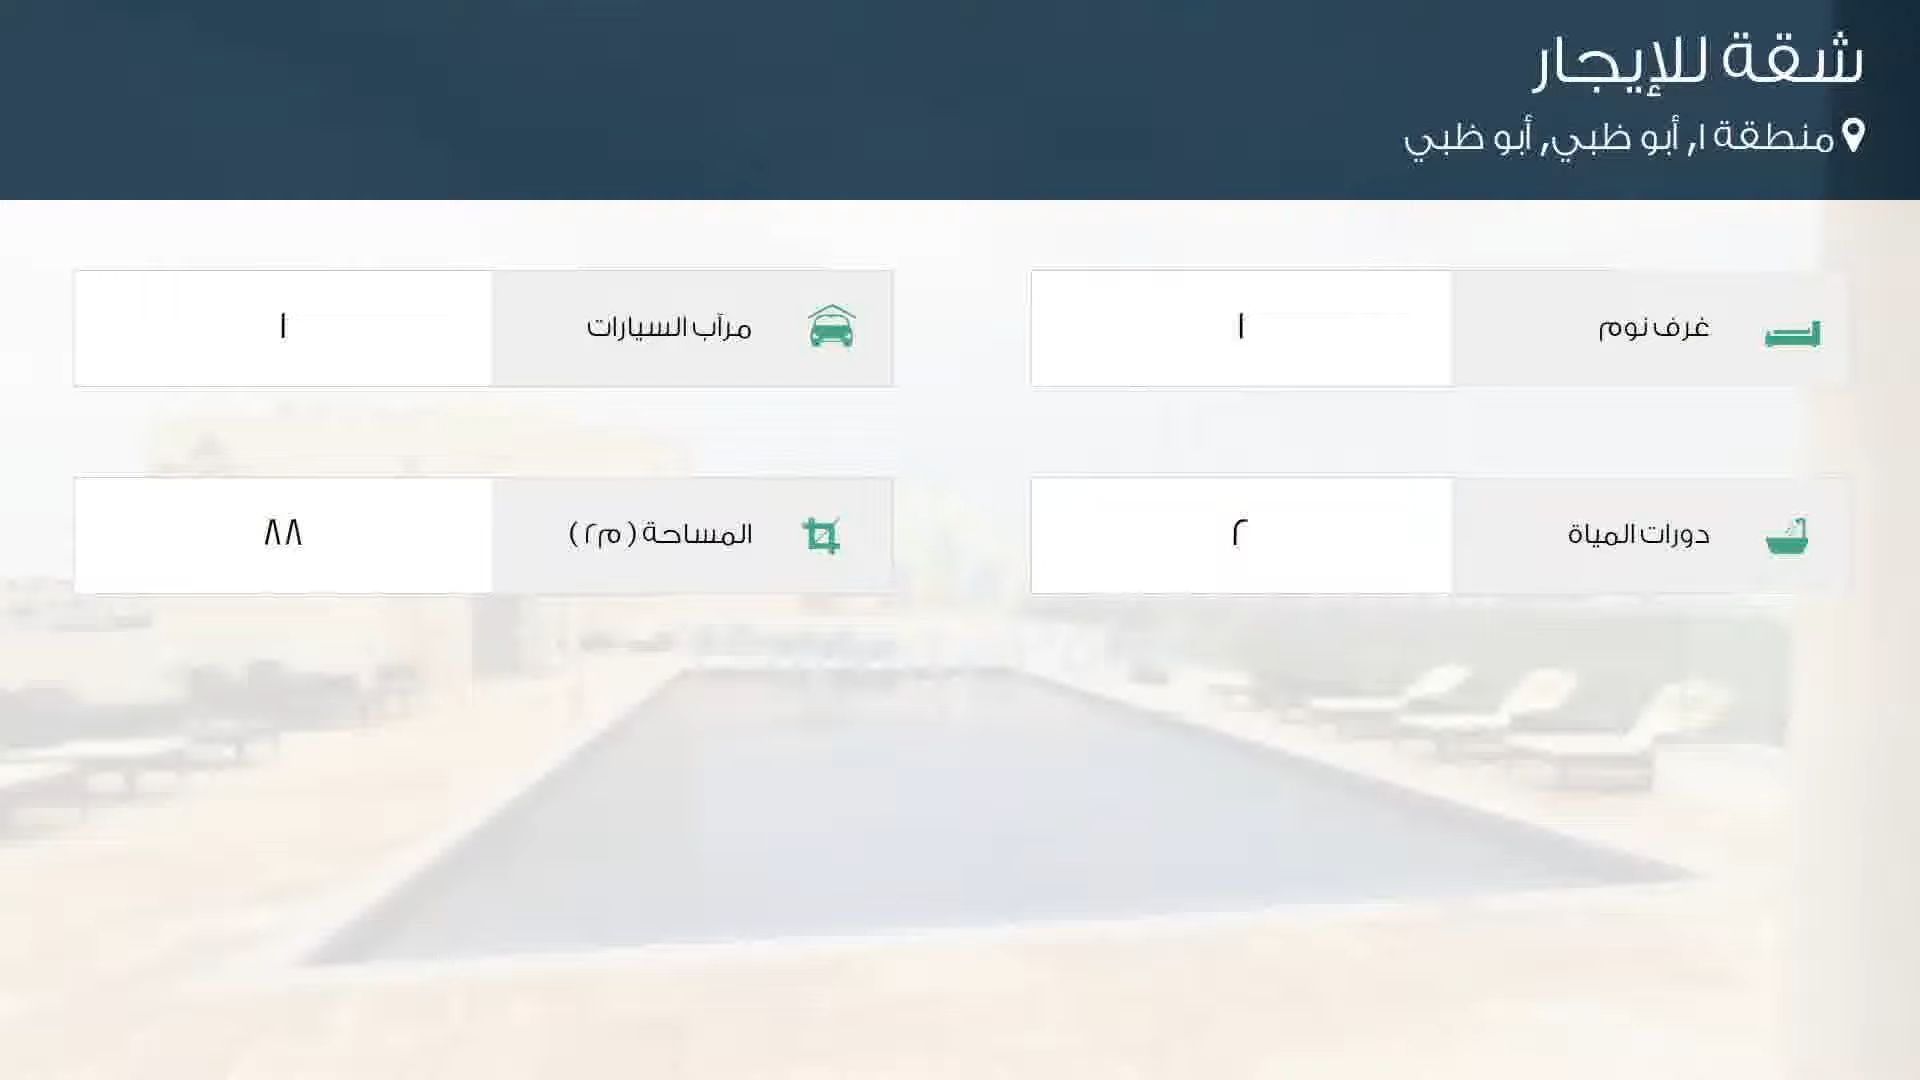 شقة للإيجار
منطقة ١, أبو ظبي, أبو ظبي
غرف نوم ١
مرآب السيارات ١
دورات المياة ٢
المساحة (م٢) ٨٨